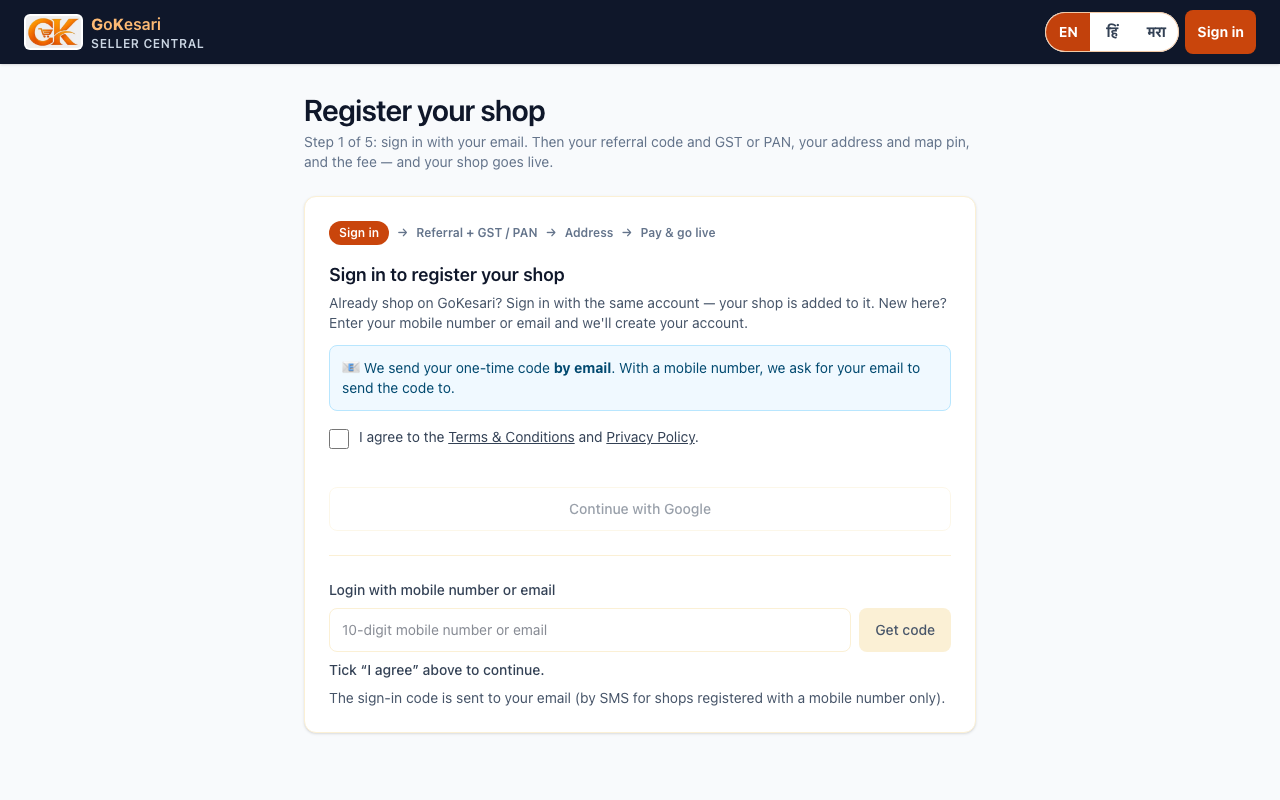 GK
GoKesari
SELLER CENTRAL
EN
हिं
मरा
Sign in
Register your shop
Step 1 of 5: sign in with your email. Then your referral code and GST or PAN, your address and map pin,
and the fee — and your shop goes live.
Sign in → Referral + GST / PAN → Address → Pay & go live
Sign in to register your shop
Already shop on GoKesari? Sign in with the same account — your shop is added to it. New here?
Enter your mobile number or email and we'll create your account.
📧 We send your one-time code by email. With a mobile number, we ask for your email to
send the code to.
I agree to the Terms & Conditions and Privacy Policy.
Continue with Google
Login with mobile number or email
10-digit mobile number or email
Get code
Tick “I agree” above to continue.
The sign-in code is sent to your email (by SMS for shops registered with a mobile number only).